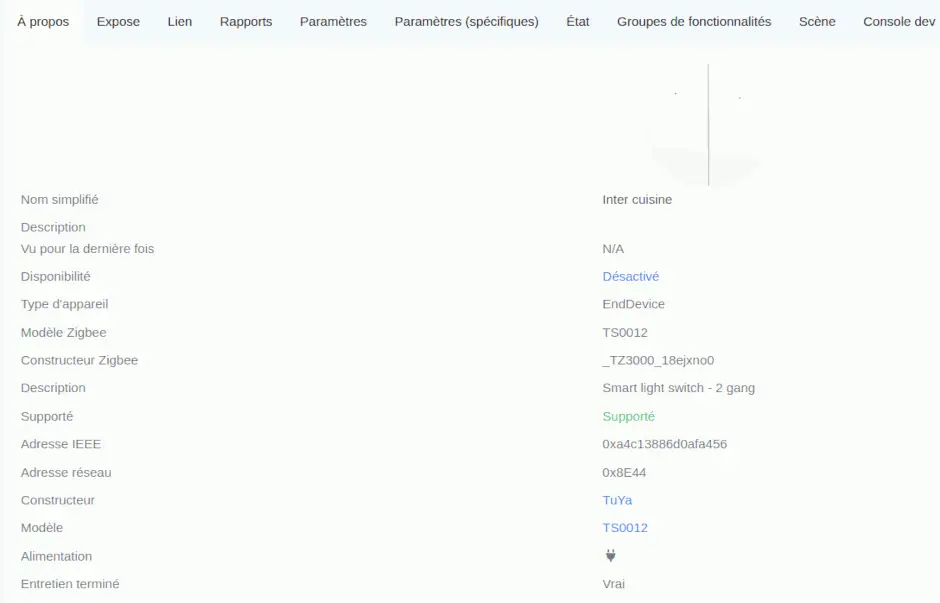 À propos Expose Lien Rapports Paramètres Paramètres (spécifiques) État Groupes de fonctionnalités Scène Console dev
Nom simplifié Inter cuisine
Description
Vu pour la dernière fois N/A
Disponibilité Désactivé
Type d'appareil EndDevice
Modèle Zigbee TS0012
Constructeur Zigbee _TZ3000_18ejxno0
Description Smart light switch - 2 gang
Supporté Supporté
Adresse IEEE 0xa4c13886d0afa456
Adresse réseau 0x8E44
Constructeur TuYa
Modèle TS0012
Alimentation
Entretien terminé Vrai